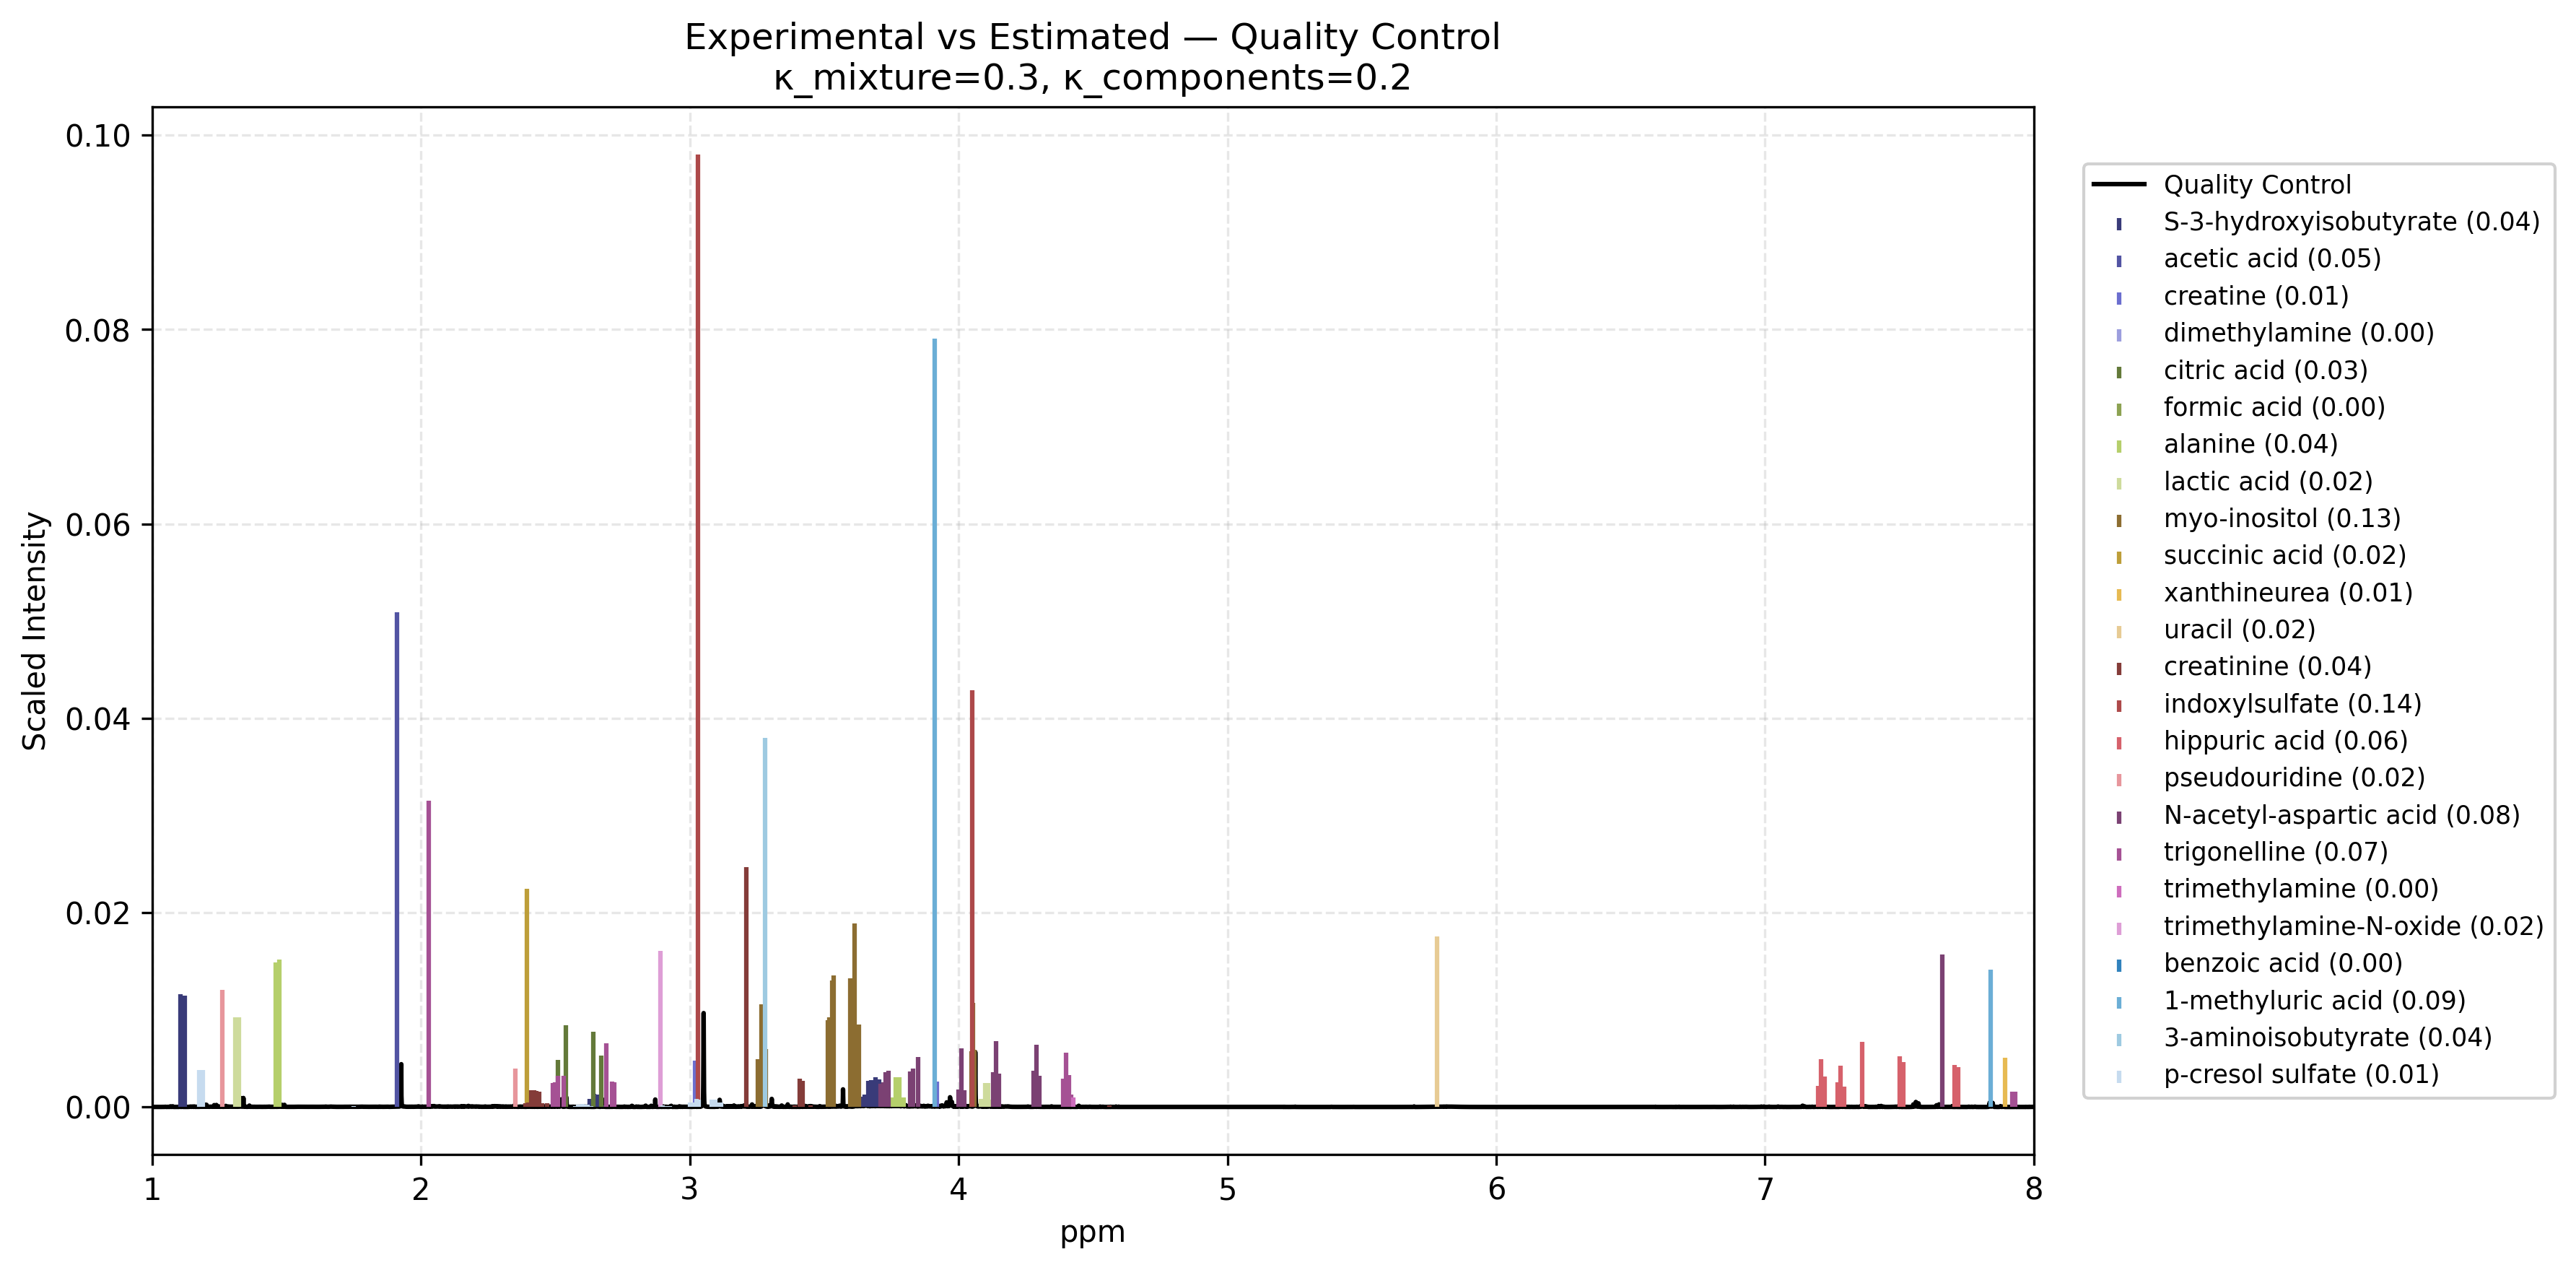 Experimental vs Estimated — Quality Control
κ_mixture=0.3, κ_components=0.2
0.10
0.08
0.06
0.04
0.02
0.00
Scaled Intensity
1 2 3 4 5 6 7 8
ppm
Quality Control
S-3-hydroxyisobutyrate (0.04)
acetic acid (0.05)
creatine (0.01)
dimethylamine (0.00)
citric acid (0.03)
formic acid (0.00)
alanine (0.04)
lactic acid (0.02)
myo-inositol (0.13)
succinic acid (0.02)
xanthineurea (0.01)
uracil (0.02)
creatinine (0.04)
indoxylsulfate (0.14)
hippuric acid (0.06)
pseudouridine (0.02)
N-acetyl-aspartic acid (0.08)
trigonelline (0.07)
trimethylamine (0.00)
trimethylamine-N-oxide (0.02)
benzoic acid (0.00)
1-methyluric acid (0.09)
3-aminoisobutyrate (0.04)
p-cresol sulfate (0.01)